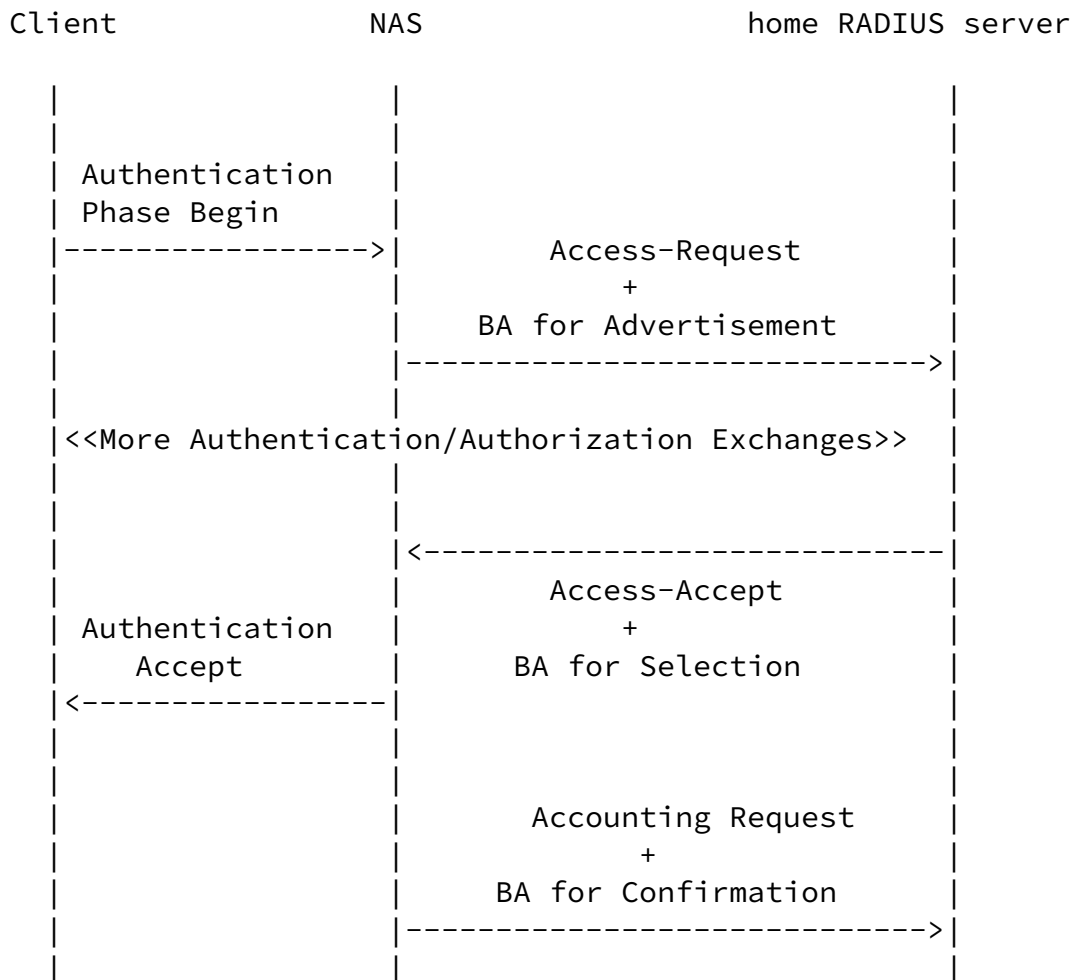 Client NAS home RADIUS server
Authentication
Phase Begin
Access-Request
+
BA for Advertisement
<<More Authentication/Authorization Exchanges>>
Access-Accept
+
BA for Selection
Authentication
Accept
Accounting Request
+
BA for Confirmation